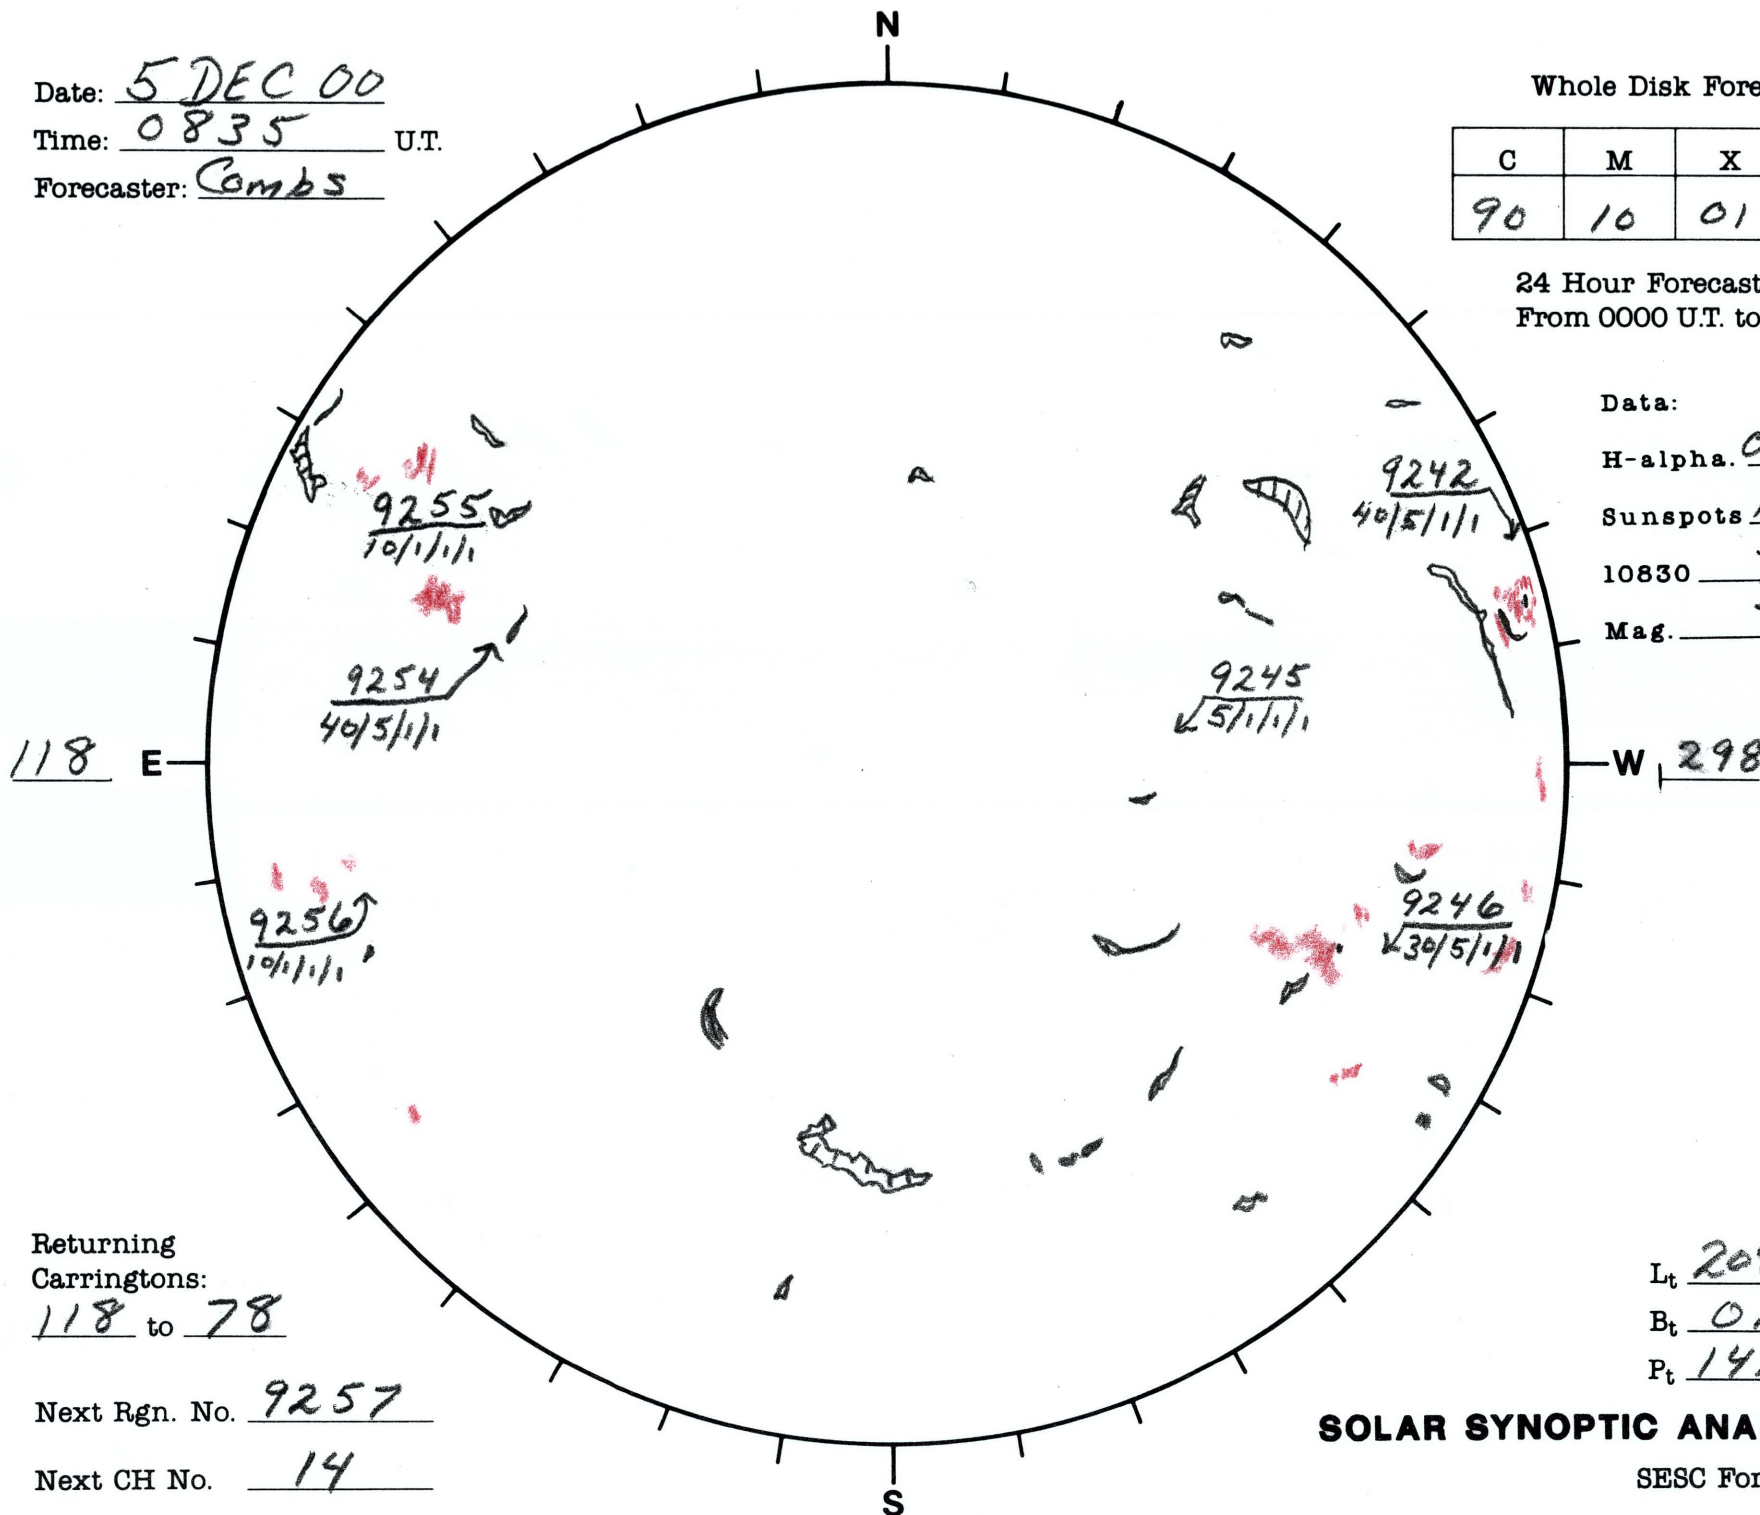 N
Date: 5 DEC 00
Time: 0835 U.T.
Forecaster: Combs
Whole Disk Fore
C M X
90 10 01
24 Hour Forecast
From 0000 U.T. to
Data:
H-alpha.
Sunspots
10830
Mag.
9255
10/1/1/1
9242
40/5/1/1
9254
40/5/1/1
9245
5/1/1/1
118 E
W 298
9256
10/1/1/1
9246
30/5/1/1
Returning
Carringtons:
118 to 78
Next Rgn. No. 9257
Next CH No. 14
Lt 20
Bt 0
Pt 14
SOLAR SYNOPTIC ANA
SESC For
S